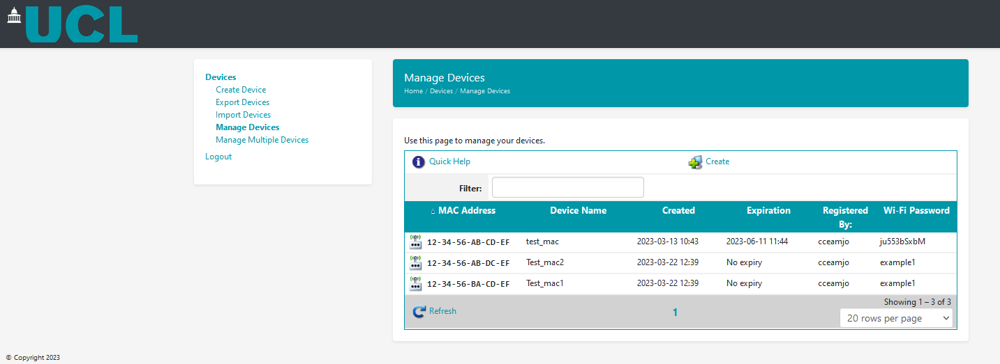 UCL
Devices
Create Device
Export Devices
Import Devices
Manage Devices
Manage Multiple Devices
Logout
Manage Devices
Home / Devices / Manage Devices
Use this page to manage your devices.
Quick Help Create
Filter:
MAC Address Device Name Created Expiration Registered By: Wi-Fi Password
12-34-56-AB-CD-EF test_mac 2023-03-13 10:43 2023-06-11 11:44 cceamjo ju553bSxbM
12-34-56-AB-DC-EF Test_mac2 2023-03-22 12:39 No expiry cceamjo example1
12-34-56-BA-CD-EF Test_mac1 2023-03-22 12:39 No expiry cceamjo example1
Refresh 1 Showing 1 – 3 of 3
20 rows per page
© Copyright 2023